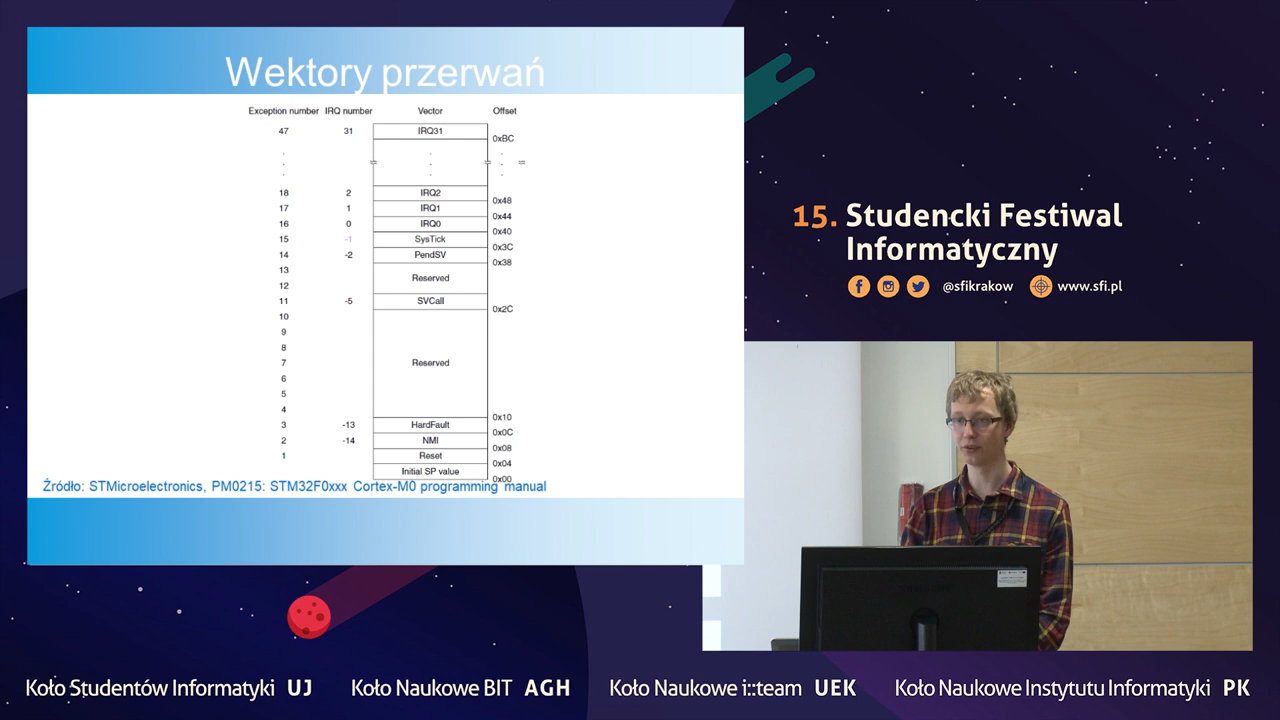 Wektory przerwań
Exception number IRQ number Vector Offset
47 31 IRQ31
0xBC
18 2 IRQ2
0x48
17 1 IRQ1
0x44
16 0 IRQ0
0x40
15 -1 SysTick
0x3C
14 -2 PendSV
0x38
13
Reserved
12
11 -5 SVCall
0x2C
10
9
8
7 Reserved
6
5
4
0x10
3 -13 HardFault
0x0C
2 -14 NMI
0x08
1 Reset
0x04
Initial SP value
0x00
Źródło: STMicroelectronics, PM0215: STM32F0xxx Cortex-M0 programming manual
15. Studencki Festiwal
Informatyczny
@sfikrakow www.sfi.pl
Koło Studentów Informatyki UJ Koło Naukowe BIT AGH Koło Naukowe i::team UEK Koło Naukowe Instytutu Informatyki PK